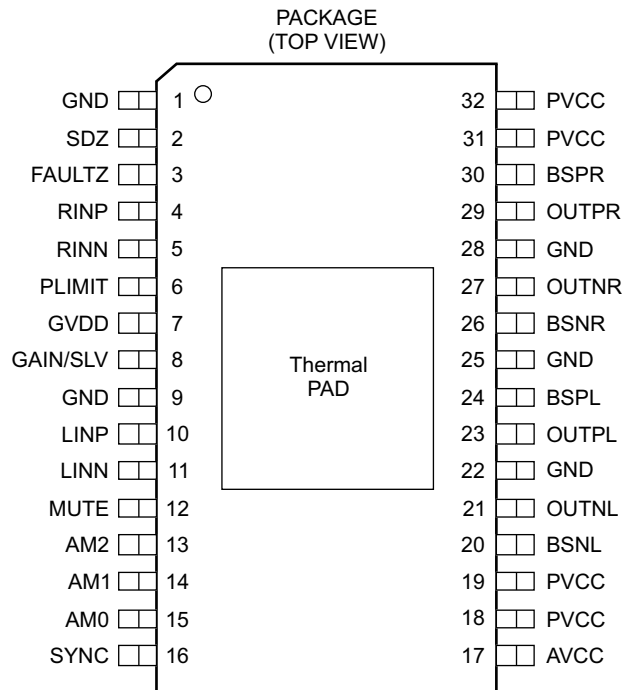 PACKAGE
(TOP VIEW)
GND 1 32 PVCC
SDZ 2 31 PVCC
FAULTZ 3 30 BSPR
RINP 4 29 OUTPR
RINN 5 28 GND
PLIMIT 6 27 OUTNR
GVDD 7 26 BSNR
GAIN/SLV 8 25 GND
Thermal
PAD
GND 9 24 BSPL
LINP 10 23 OUTPL
LINN 11 22 GND
MUTE 12 21 OUTNL
AM2 13 20 BSNL
AM1 14 19 PVCC
AM0 15 18 PVCC
SYNC 16 17 AVCC